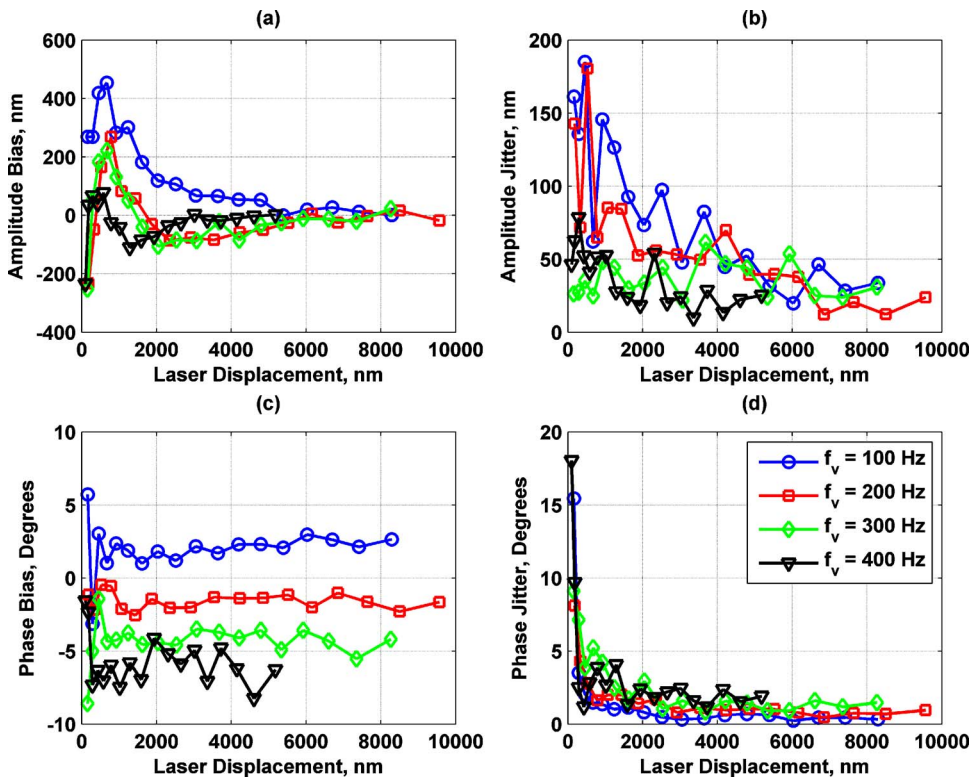 (a)
600
400
200
0
-200
-400
Amplitude Bias, nm
0 2000 4000 6000 8000 10000
Laser Displacement, nm
(b)
200
150
100
50
0
Amplitude Jitter, nm
0 2000 4000 6000 8000 10000
Laser Displacement, nm
(c)
10
5
0
-5
-10
Phase Bias, Degrees
0 2000 4000 6000 8000 10000
Laser Displacement, nm
(d)
20
15
10
5
0
Phase Jitter, Degrees
f_v = 100 Hz
f_v = 200 Hz
f_v = 300 Hz
f_v = 400 Hz
0 2000 4000 6000 8000 10000
Laser Displacement, nm